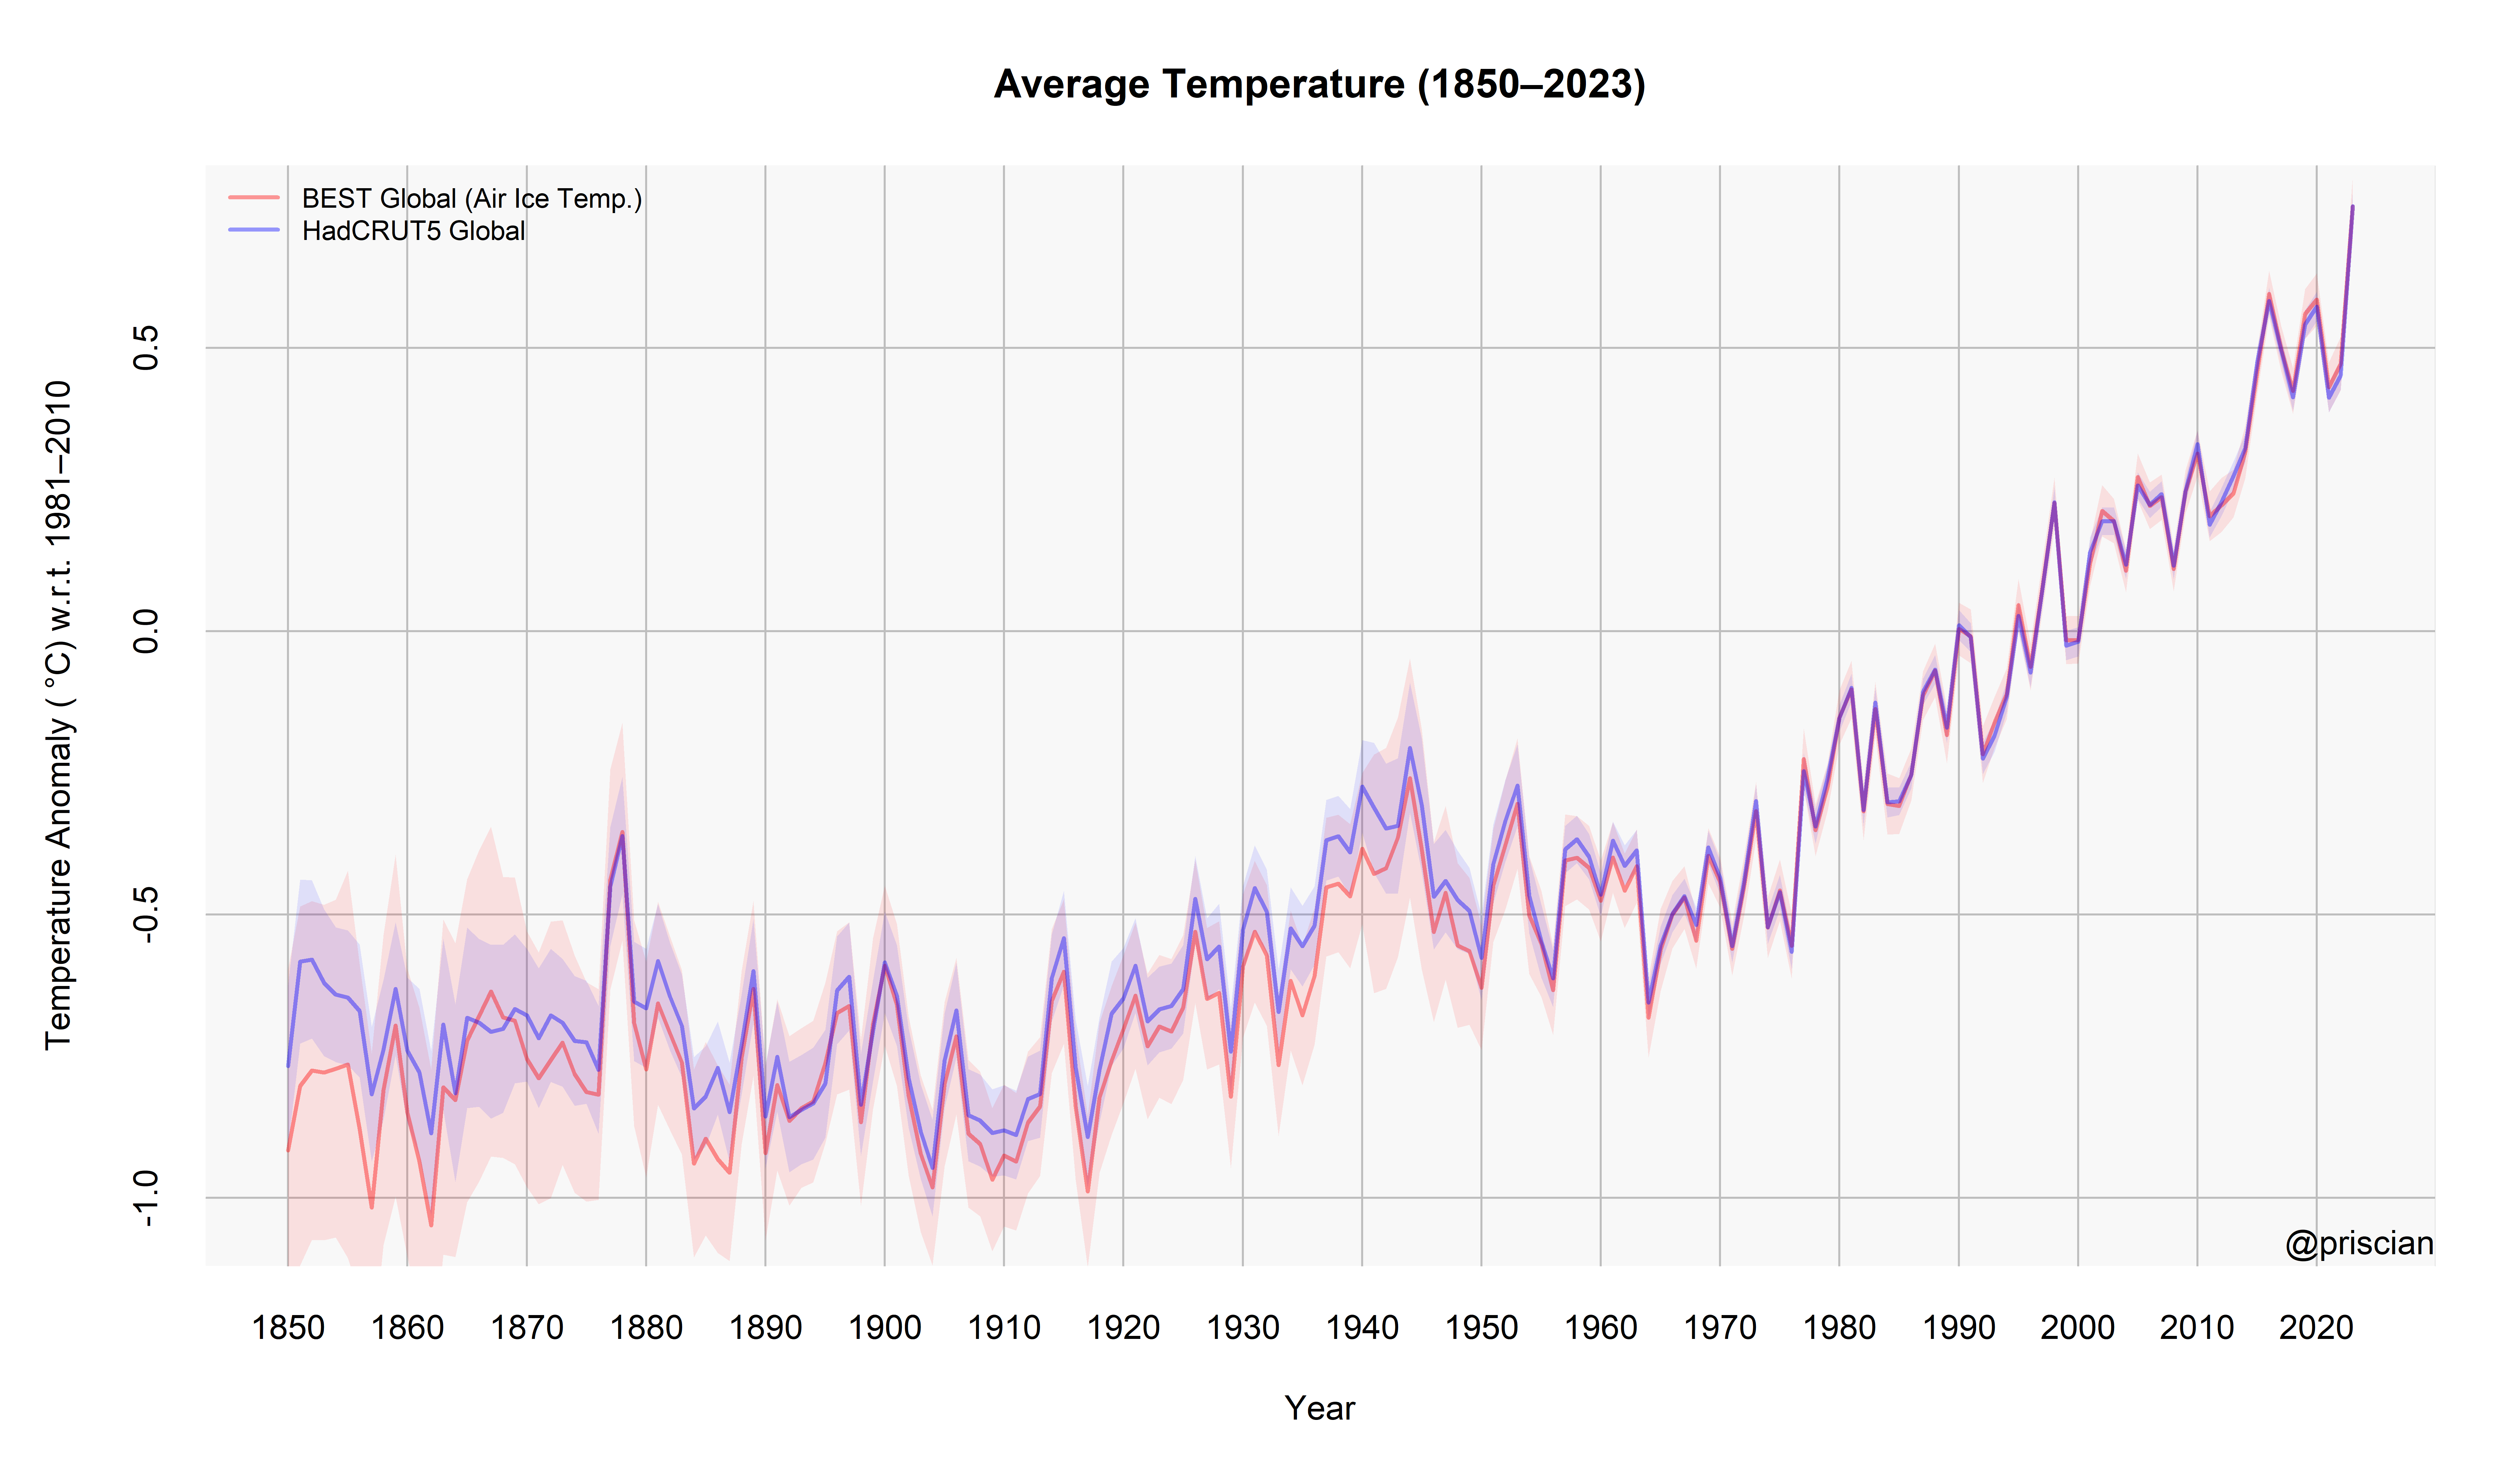 Average Temperature (1850–2023)
BEST Global (Air Ice Temp.)
HadCRUT5 Global
Temperature Anomaly ( °C) w.r.t. 1981–2010
0.5
0.0
-0.5
-1.0
@priscian
1850 1860 1870 1880 1890 1900 1910 1920 1930 1940 1950 1960 1970 1980 1990 2000 2010 2020
Year